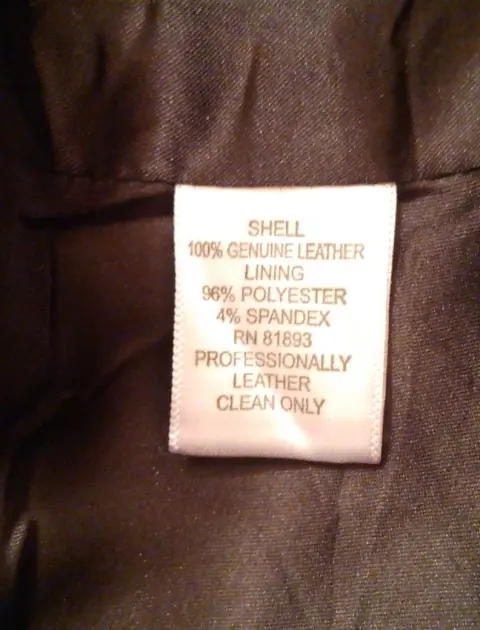 SHELL
100% GENUINE LEATHER
LINING
96% POLYESTER
4% SPANDEX
RN 81893
PROFESSIONALLY
LEATHER
CLEAN ONLY